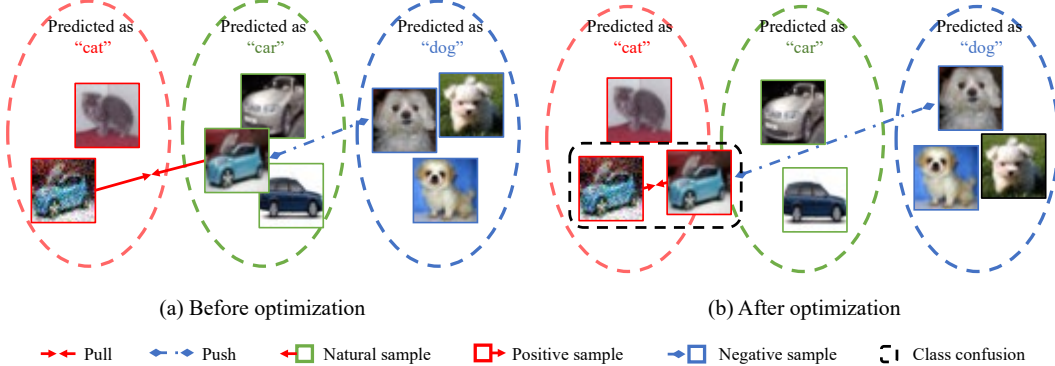 Predicted as
“cat”
Predicted as
“car”
Predicted as
“dog”
Predicted as
“cat”
Predicted as
“car”
Predicted as
“dog”
(a) Before optimization
(b) After optimization
Pull
Push
Natural sample
Positive sample
Negative sample
Class confusion